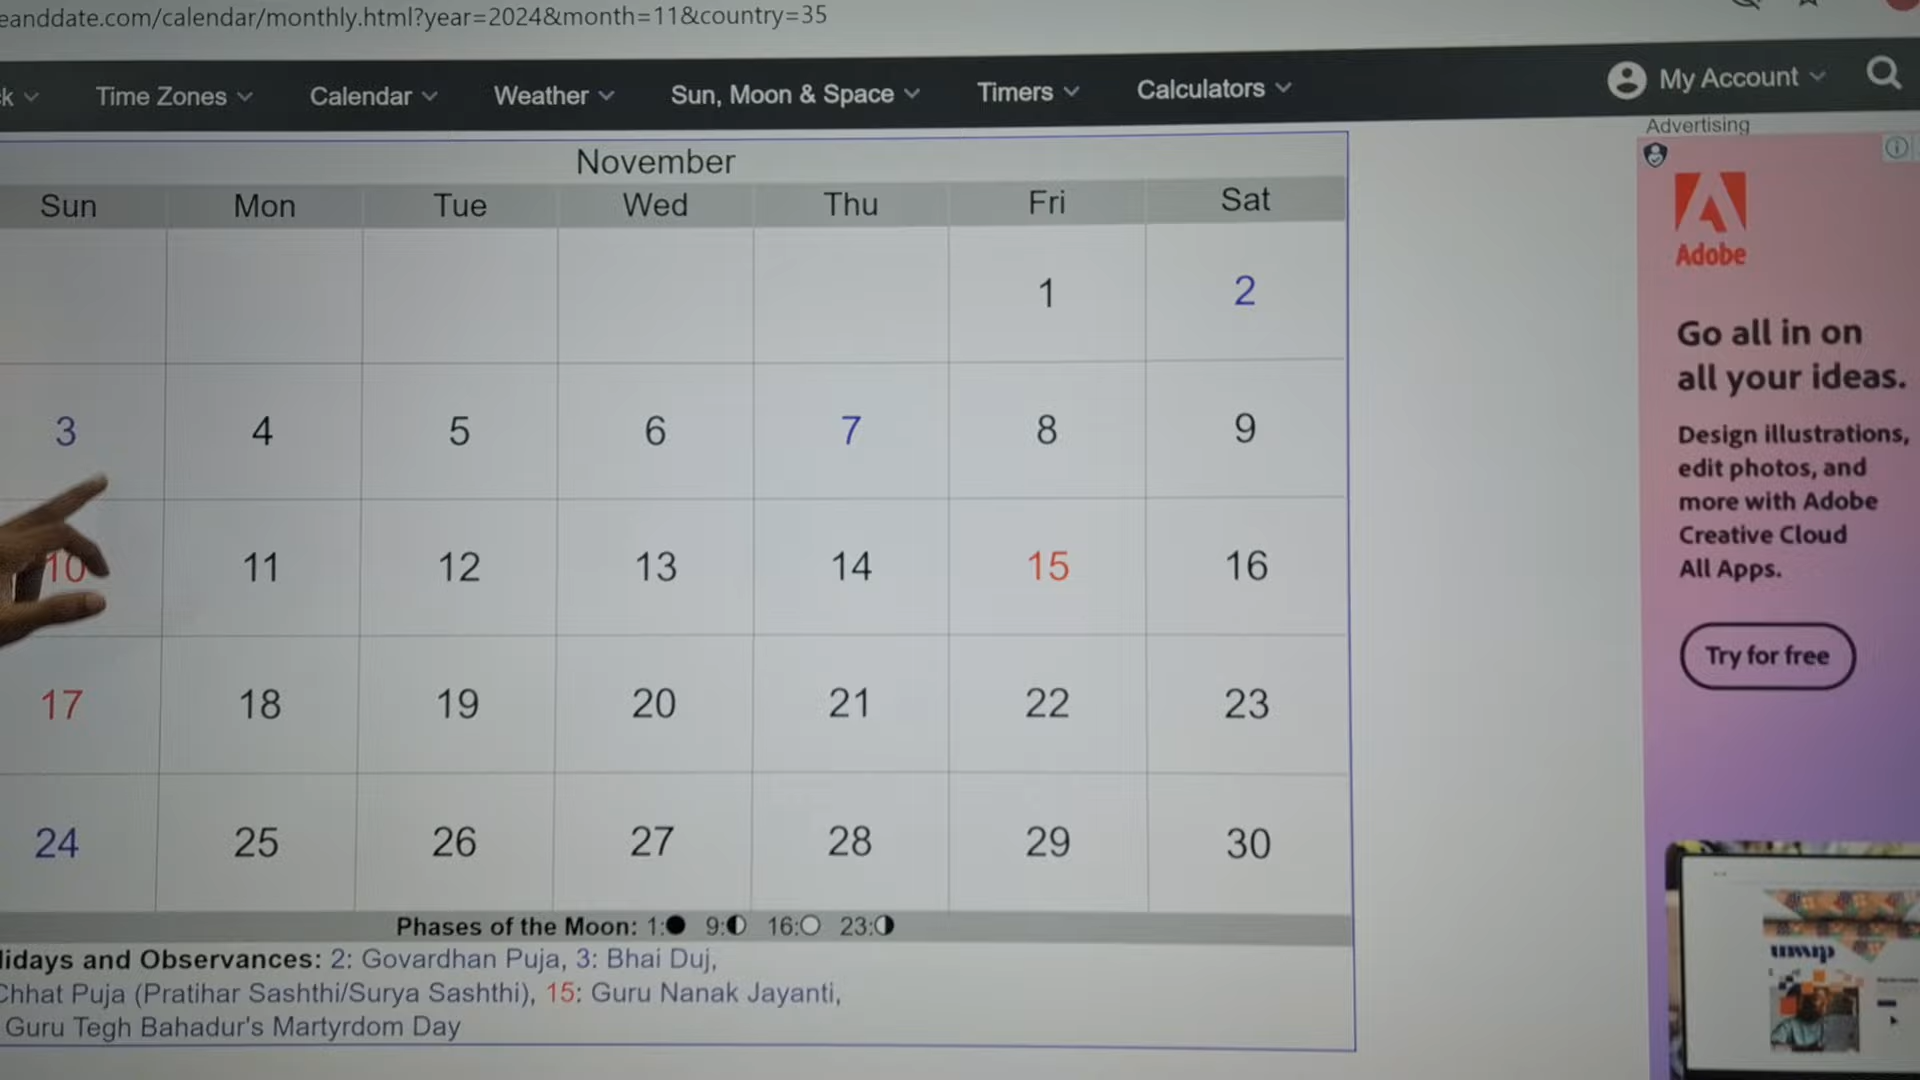 eanddate.com/calendar/monthly.html?year=2024&month=11&country=35
k Time Zones Calendar Weather Sun, Moon & Space Timers Calculators My Account
Advertising
November
Sun Mon Tue Wed Thu Fri Sat
1 2
3 4 5 6 7 8 9
10 11 12 13 14 15 16
17 18 19 20 21 22 23
24 25 26 27 28 29 30
Phases of the Moon: 1: 9: 16: 23:
lidays and Observances: 2: Govardhan Puja, 3: Bhai Duj,
Chhat Puja (Pratihar Sashthi/Surya Sashthi), 15: Guru Nanak Jayanti,
Guru Tegh Bahadur's Martyrdom Day
Adobe
Go all in on
all your ideas.
Design illustrations,
edit photos, and
more with Adobe
Creative Cloud
All Apps.
Try for free